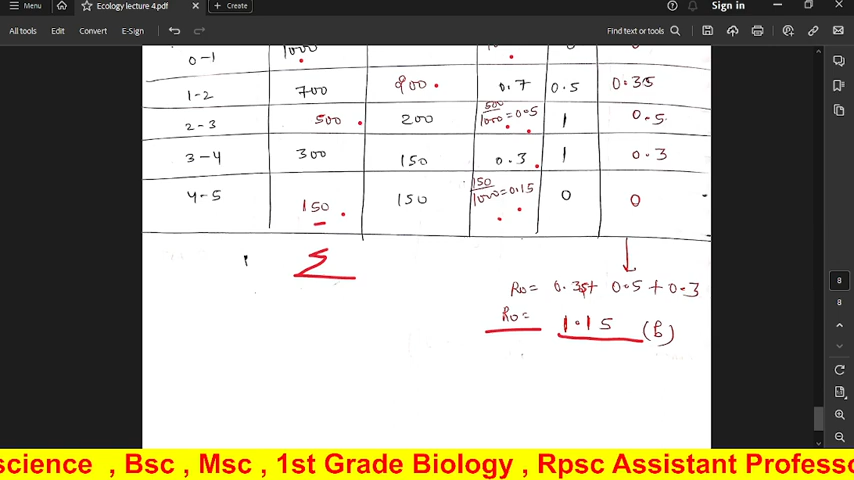 Menu Ecology lecture 4.pdf × + Create Sign in
All tools Edit Convert E-Sign Find text or tools
0-1 1000 0
1-2 700 900 0.7 0.5 0.35
2-3 500 200 500/1000 = 0.5 1 0.5
3-4 300 150 0.3 1 0.3
4-5 150 150 150/1000 = 0.15 0 0
Σ
R0 = 0.35+ 0.5 + 0.3
R0 = 1.15 (b)
8
8
science , Bsc , Msc , 1st Grade Biology , Rpsc Assistant Professo